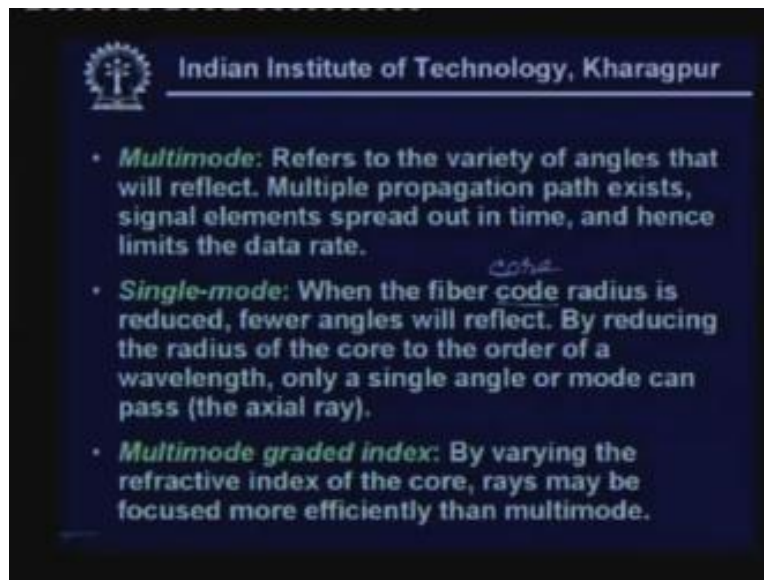 Indian Institute of Technology, Kharagpur
• Multimode: Refers to the variety of angles that
will reflect. Multiple propagation path exists,
signal elements spread out in time, and hence
limits the data rate.
core
• Single-mode: When the fiber code radius is
reduced, fewer angles will reflect. By reducing
the radius of the core to the order of a
wavelength, only a single angle or mode can
pass (the axial ray).
• Multimode graded index: By varying the
refractive index of the core, rays may be
focused more efficiently than multimode.